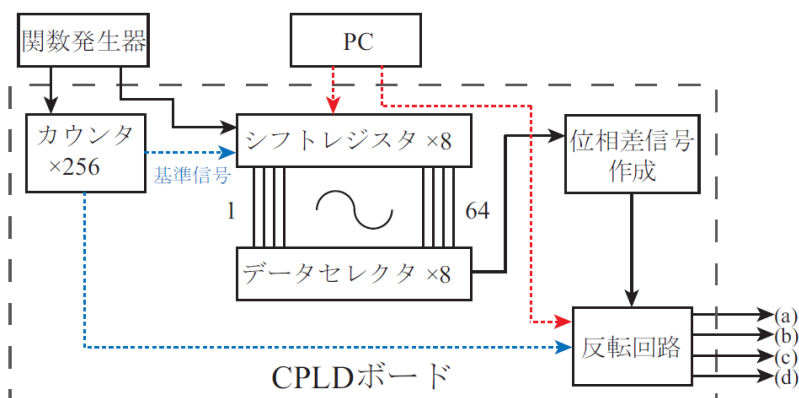 関数発生器
PC
カウンタ
×256
シフトレジスタ ×8
位相差信号
作成
基準信号
1
64
データセレクタ ×8
反転回路
(a)
(b)
(c)
(d)
CPLDボード